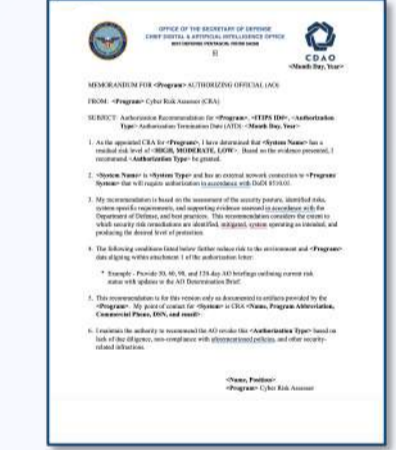 OFFICE OF THE SECRETARY OF DEFENSE
CHIEF DIGITAL & ARTIFICIAL INTELLIGENCE OFFICE
9010 DEFENSE PENTAGON
CDAO
<Month Day, Year>
MEMORANDUM FOR <Program> AUTHORIZING OFFICIAL (AO)
FROM: <Program> Cyber Risk Assessor (CRA)
SUBJECT: Authorization Recommendation for <Program>, <ITIPS ID#>, <Authorization
Type> Authorization Termination Date (ATD): <Month Day, Year>
1. As the appointed CRA for <Program>, I have determined that <System Name> has a
residual risk level of <HIGH, MODERATE, LOW>. Based on the evidence presented, I
recommend <Authorization Type> be granted.
2. <System Name> is <System Type> and has an external network connection to <Program/
System> that will require authorization in accordance with DoDI 8510.01.
3. My recommendation is based on the assessment of the security posture, identified risks,
system-specific requirements, and supporting evidence assessed in accordance with the
Department of Defense, and best practices. This recommendation considers the extent to
which security risk remediations are identified, mitigated, system operating as intended, and
producing the desired level of protection.
4. The following conditions listed below further reduce risk to the environment and <Program>
data aligning within attachment 1 of the authorization letter:
* Example - Provide 30, 60, 90, and 120-day AO briefings outlining current risk
status with updates to the AO Determination Brief.
5. This recommendation is for this version only as documented in artifacts provided by the
<Program>. My point of contact for <System> is CRA <Name, Program Abbreviation,
Commercial Phone, DSN, and email>.
6. I maintain the authority to recommend the AO revoke this <Authorization Type> based on
lack of due diligence, non-compliance with aforementioned policies, and other security-
related infractions.
<Name, Position>
<Program> Cyber Risk Assessor